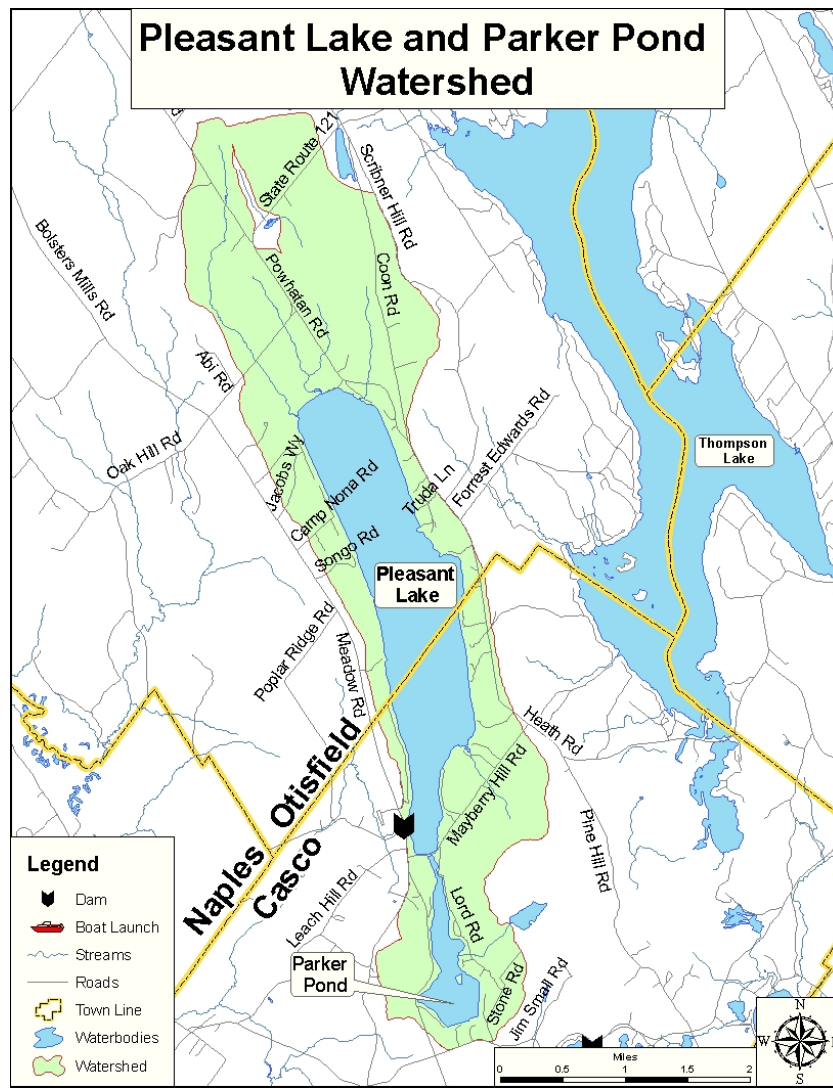 Pleasant Lake and Parker Pond
Watershed
State Route 121
Scribner Hill Rd
Bolsters Mills Rd
Powhatan Rd
Coon Rd
Abi Rd
Oak Hill Rd
Jacobs Wy
Camp Nona Rd
Truda Ln
Forrest Edwards Rd
Thompson
Lake
Songo Rd
Pleasant
Lake
Poplar Ridge Rd
Meadow Rd
Heath Rd
Otisfield
Naples
Casco
Mayberry Hill Rd
Pine Hill Rd
Leach Hill Rd
Lord Rd
Parker
Pond
Stone Rd
Jim Small Rd
Legend
Dam
Boat Launch
Streams
Roads
Town Line
Waterbodies
Watershed
Miles
0 0.5 1 1.5 2
N
W
S